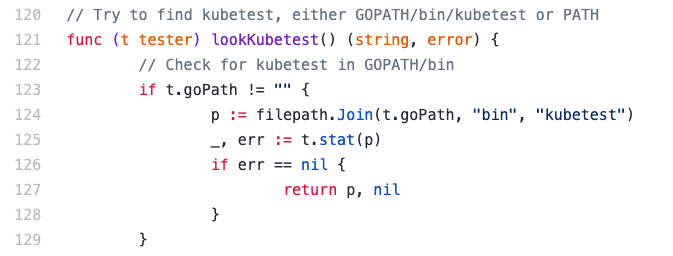 120 // Try to find kubetest, either GOPATH/bin/kubetest or PATH
121 func (t tester) lookKubetest() (string, error) {
122         // Check for kubetest in GOPATH/bin
123         if t.goPath != "" {
124                 p := filepath.Join(t.goPath, "bin", "kubetest")
125                 _, err := t.stat(p)
126                 if err == nil {
127                         return p, nil
128                 }
129         }